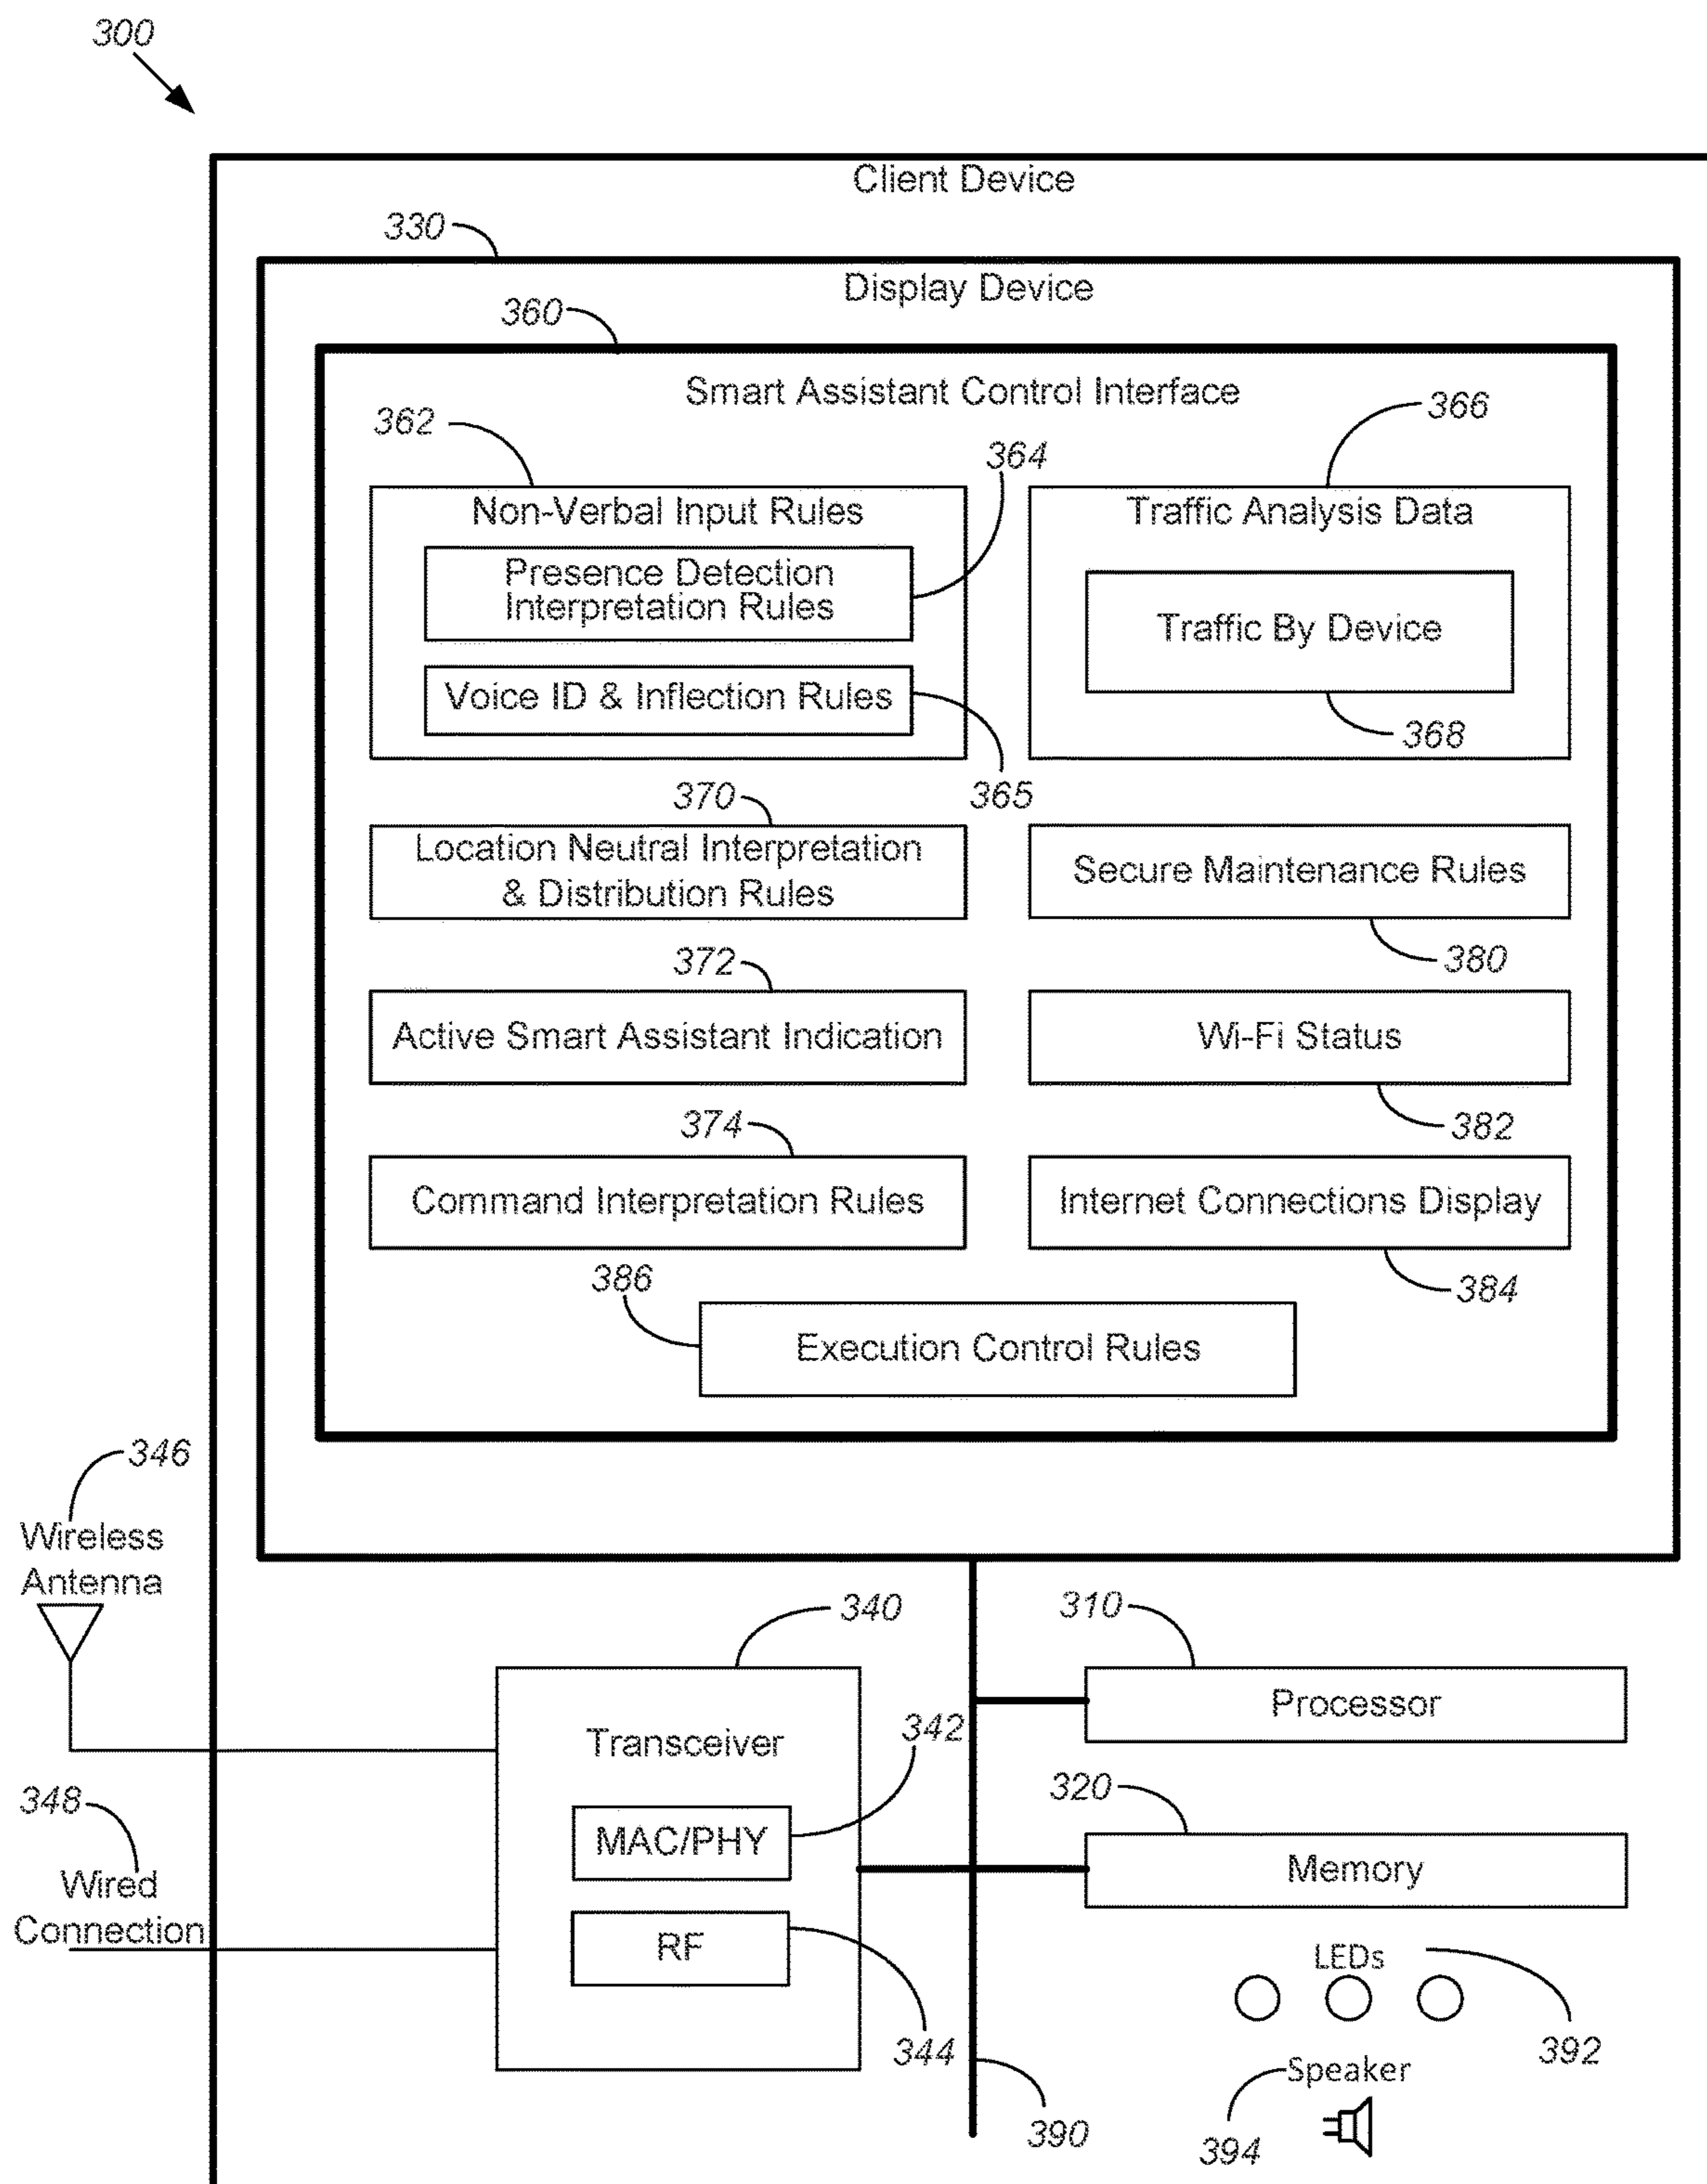 300
Client Device
330
Display Device
360
Smart Assistant Control Interface
362
366
364
Non-Verbal Input Rules
Presence Detection
Interpretation Rules
Voice ID & Inflection Rules
365
Traffic Analysis Data
Traffic By Device
368
370
Location Neutral Interpretation
& Distribution Rules
Secure Maintenance Rules
380
372
Active Smart Assistant Indication
Wi-Fi Status
382
374
Command Interpretation Rules
Internet Connections Display
384
386
Execution Control Rules
346
Wireless
Antenna
340
310
Transceiver
342
Processor
348
320
MAC/PHY
Memory
Wired
Connection
RF
344
LEDs
392
Speaker
390
394